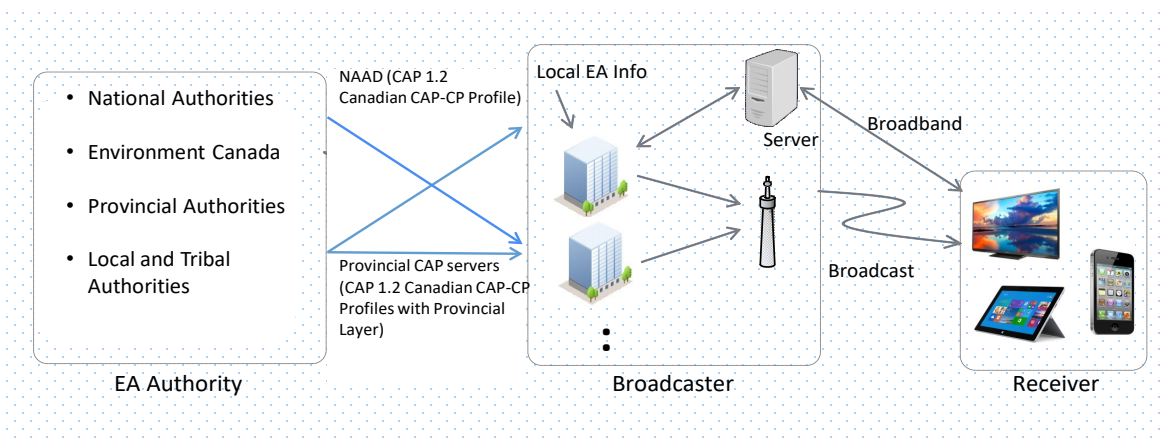 • National Authorities
• Environment Canada
• Provincial Authorities
• Local and Tribal
Authorities
EA Authority
NAAD (CAP 1.2
Canadian CAP-CP Profile)
Provincial CAP servers
(CAP 1.2 Canadian CAP-CP
Profiles with Provincial
Layer)
Local EA Info
Server
Broadcaster
Broadband
Broadcast
Receiver